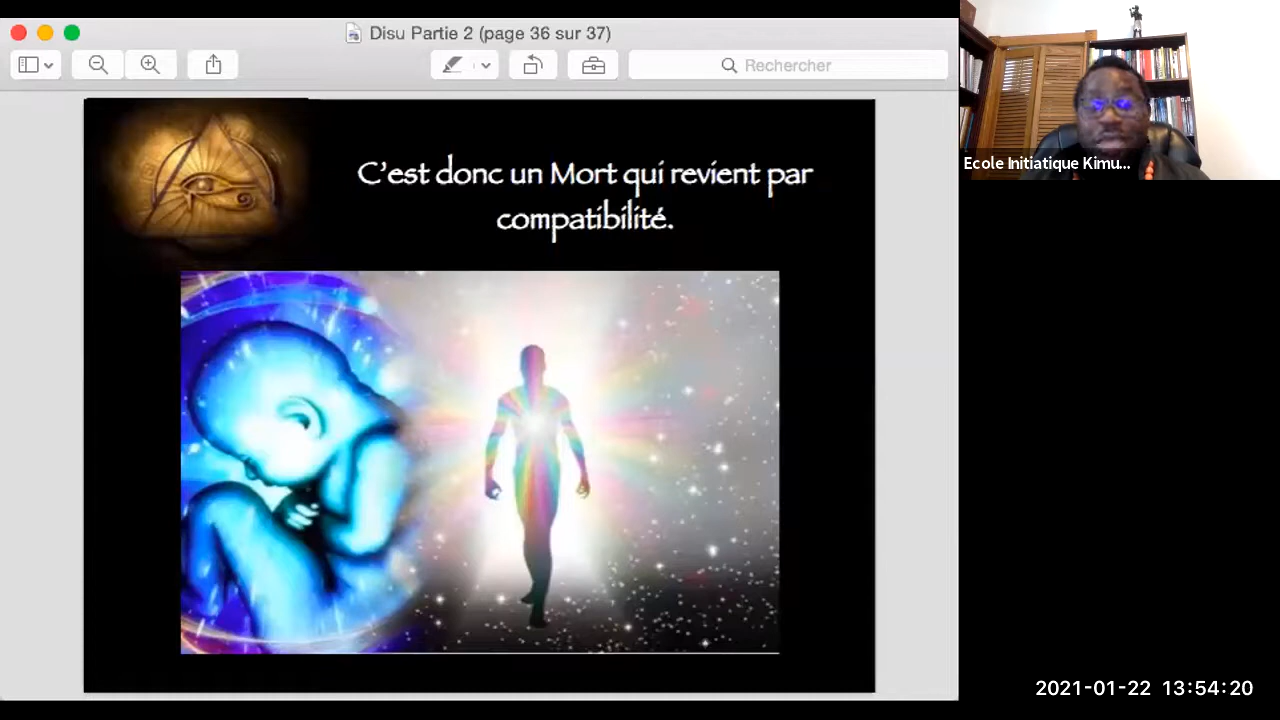 Disu Partie 2 (page 36 sur 37)
Rechercher
C'est donc un Mort qui revient par
compatibilité.
Ecole Initiatique Kimu...
2021-01-22 13:54:20